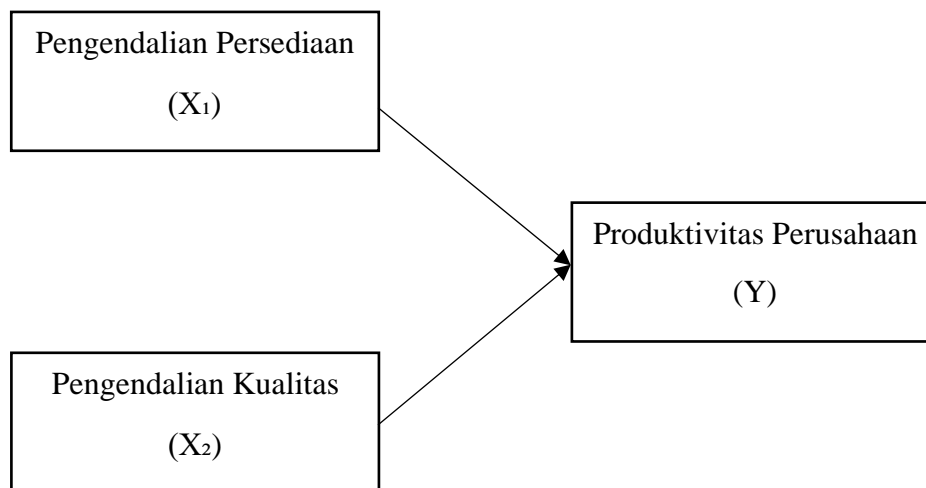 Pengendalian Persediaan
(X₁)
Produktivitas Perusahaan
(Y)
Pengendalian Kualitas
(X₂)